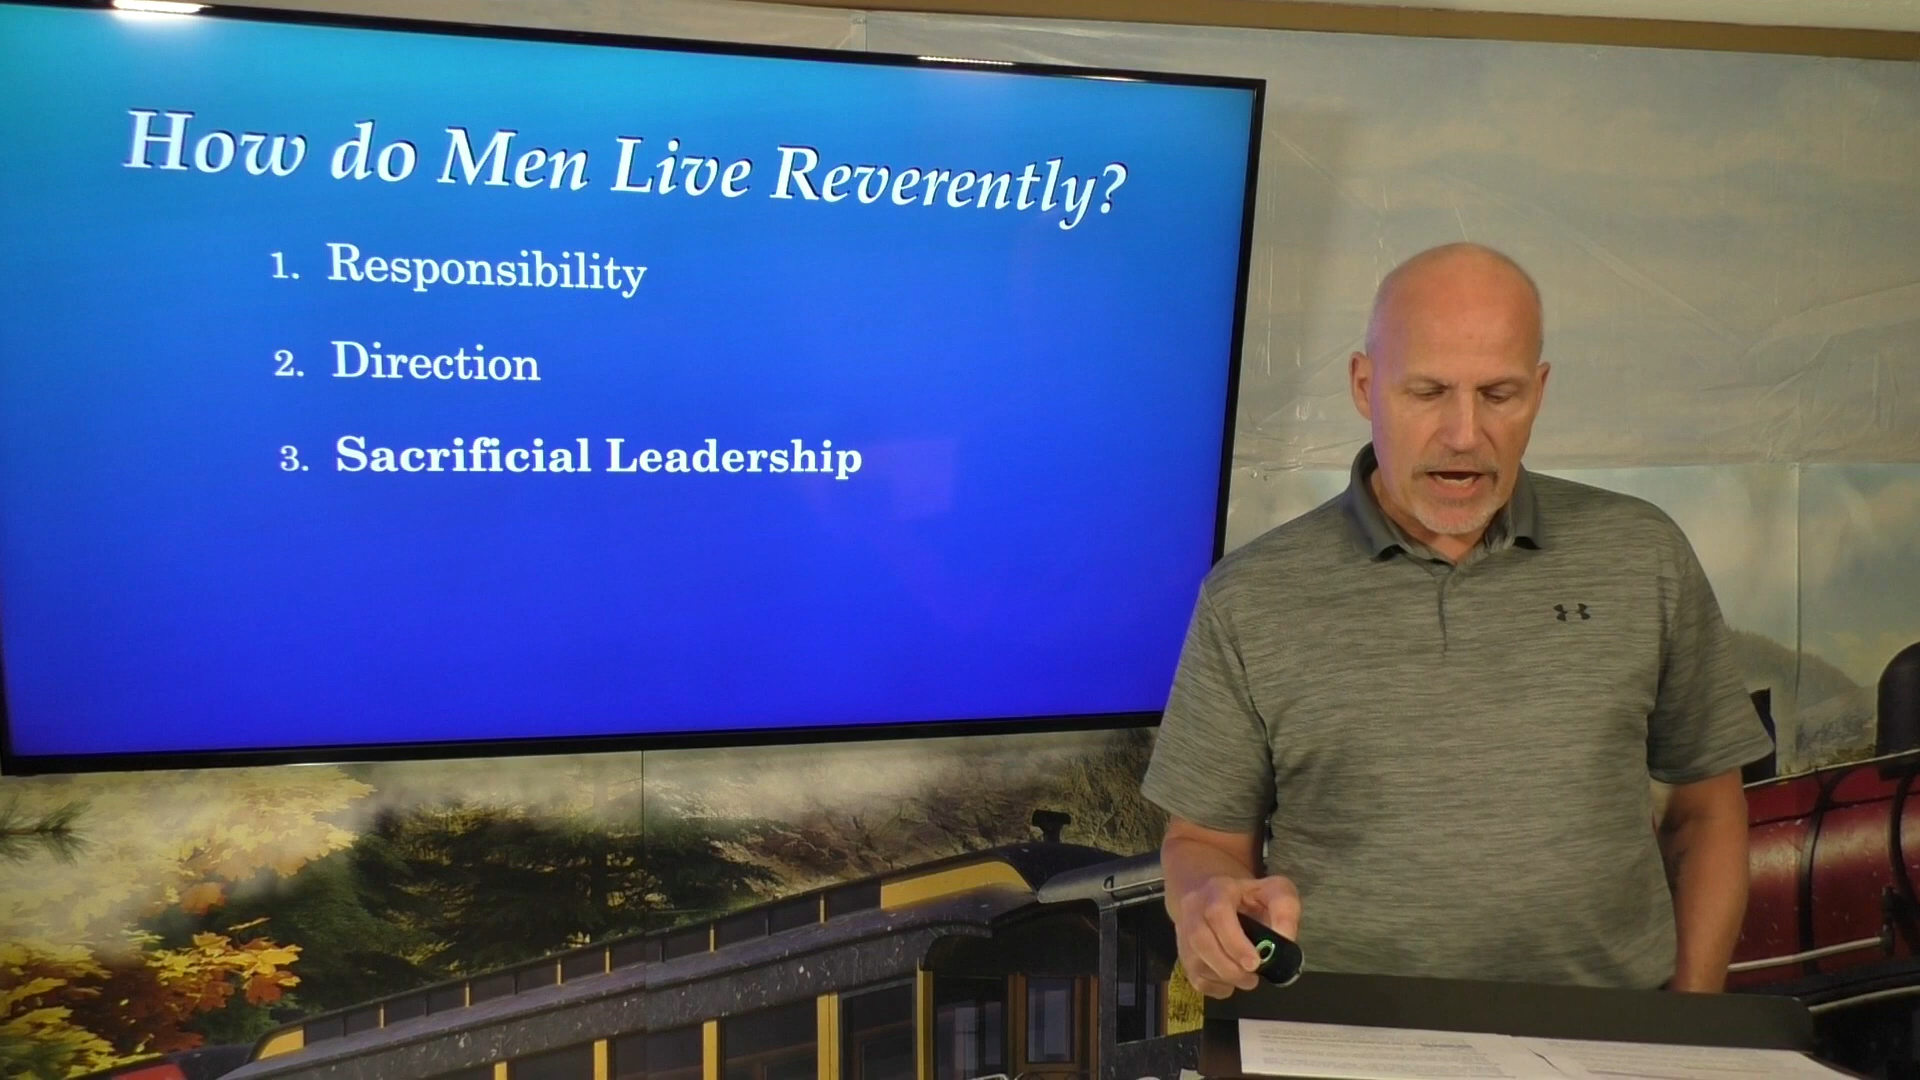 How do Men Live Reverently?
1. Responsibility
2. Direction
3. Sacrificial Leadership